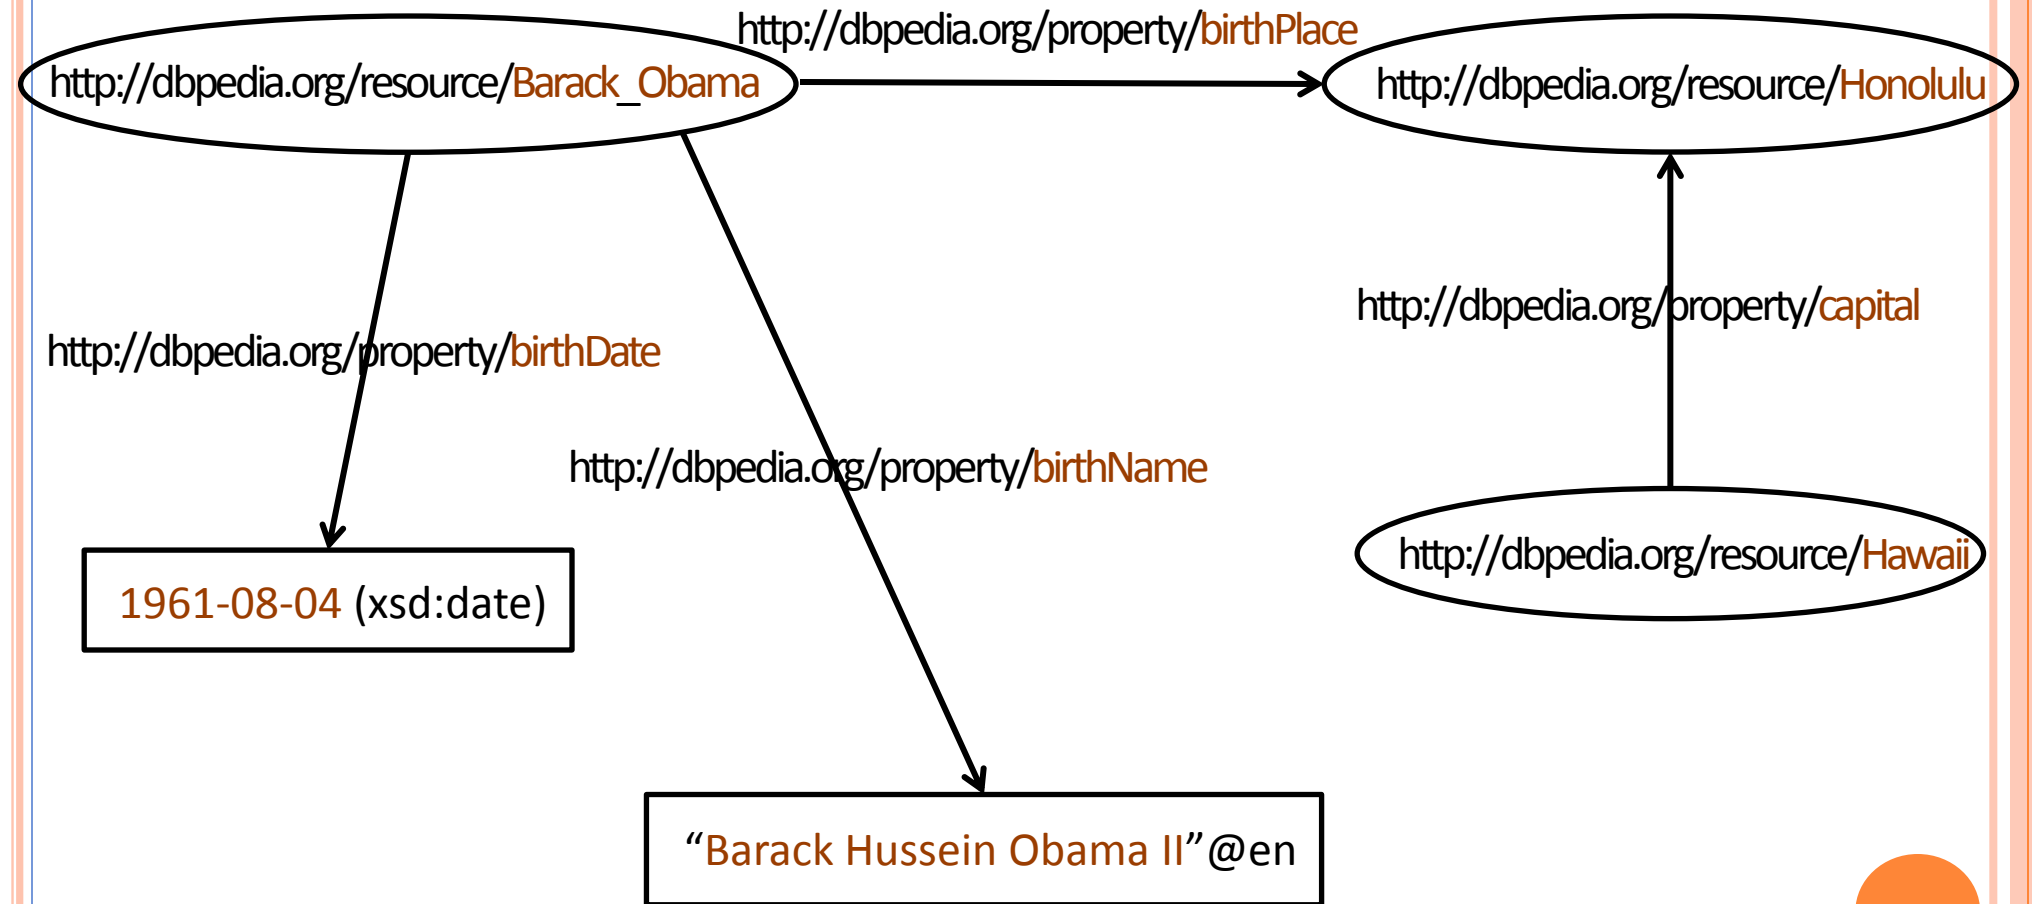 http://dbpedia.org/property/birthPlace
http://dbpedia.org/resource/Barack_Obama
http://dbpedia.org/resource/Honolulu
http://dbpedia.org/property/capital
http://dbpedia.org/property/birthDate
http://dbpedia.org/property/birthName
http://dbpedia.org/resource/Hawaii
1961-08-04 (xsd:date)
“Barack Hussein Obama II”@en